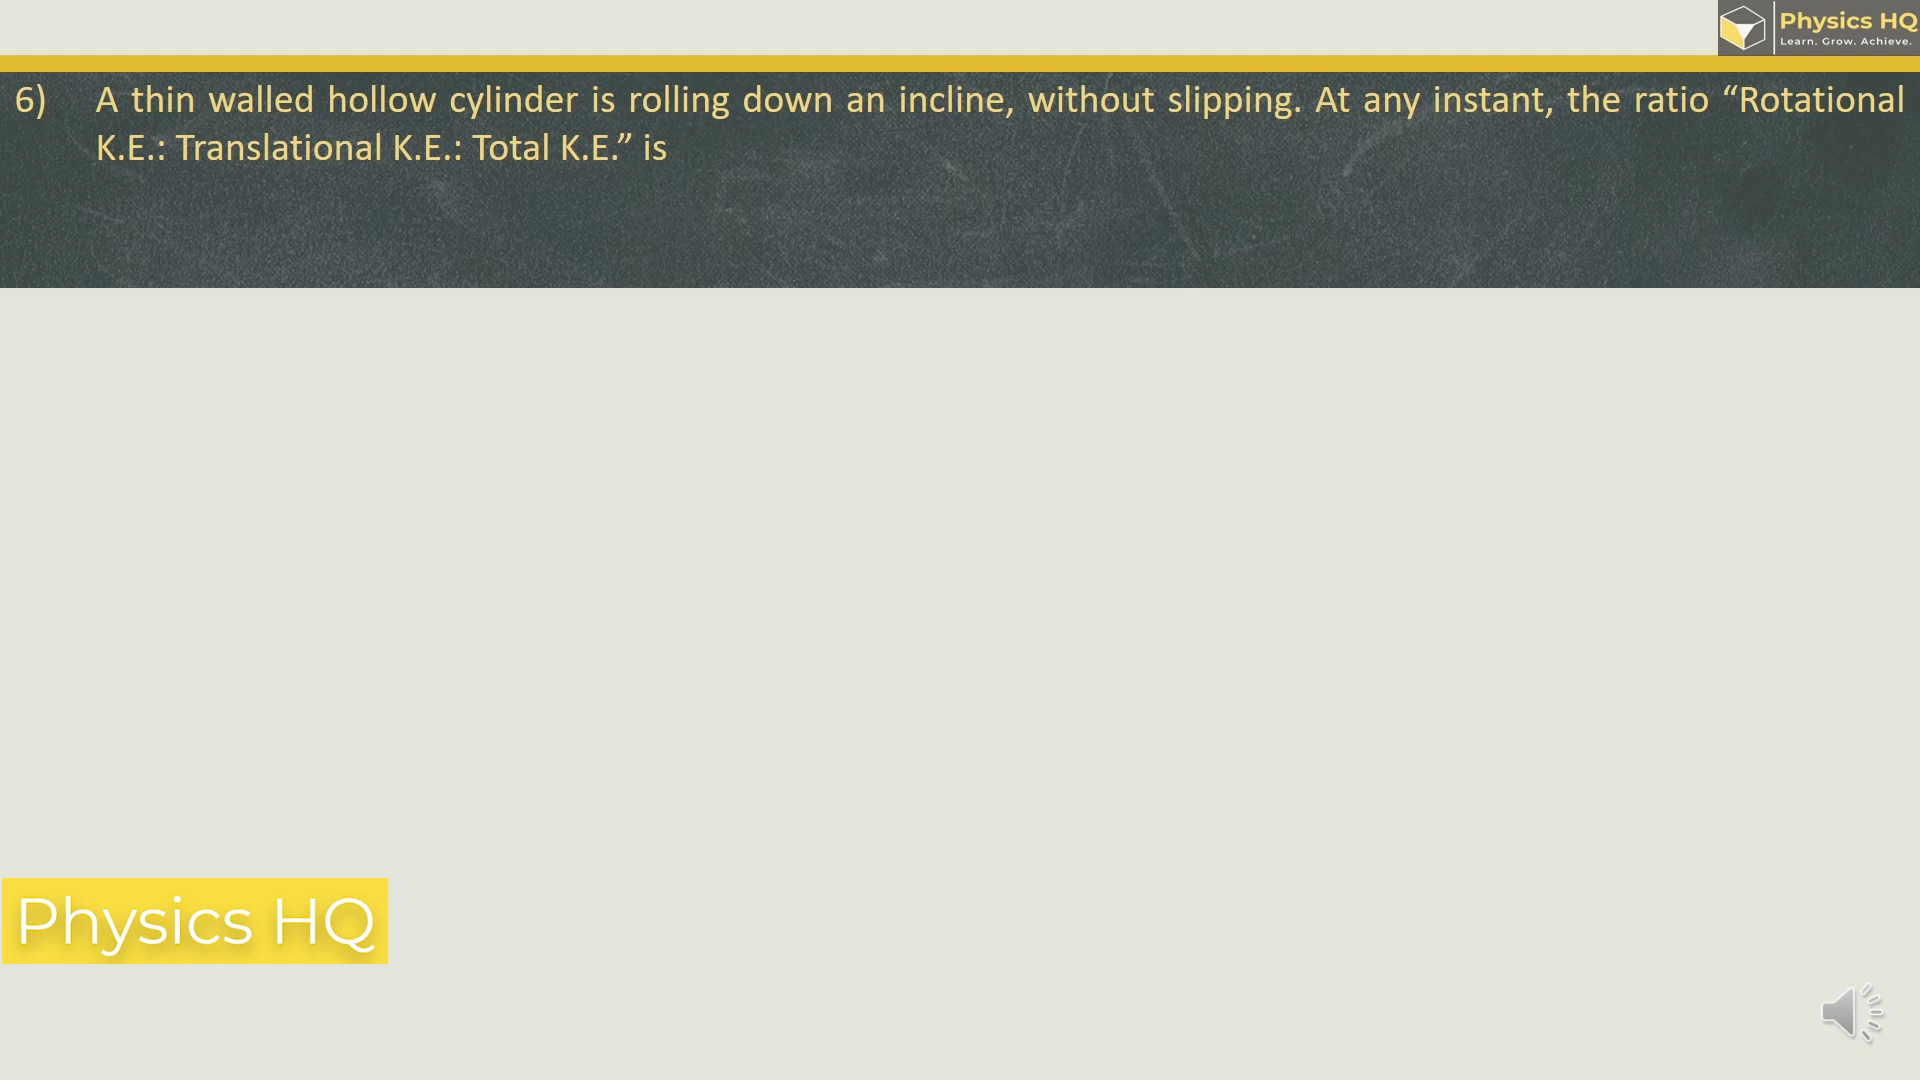 Physics HQ
Learn. Grow. Achieve.
6) A thin walled hollow cylinder is rolling down an incline, without slipping. At any instant, the ratio “Rotational
K.E.: Translational K.E.: Total K.E.” is
Physics HQ